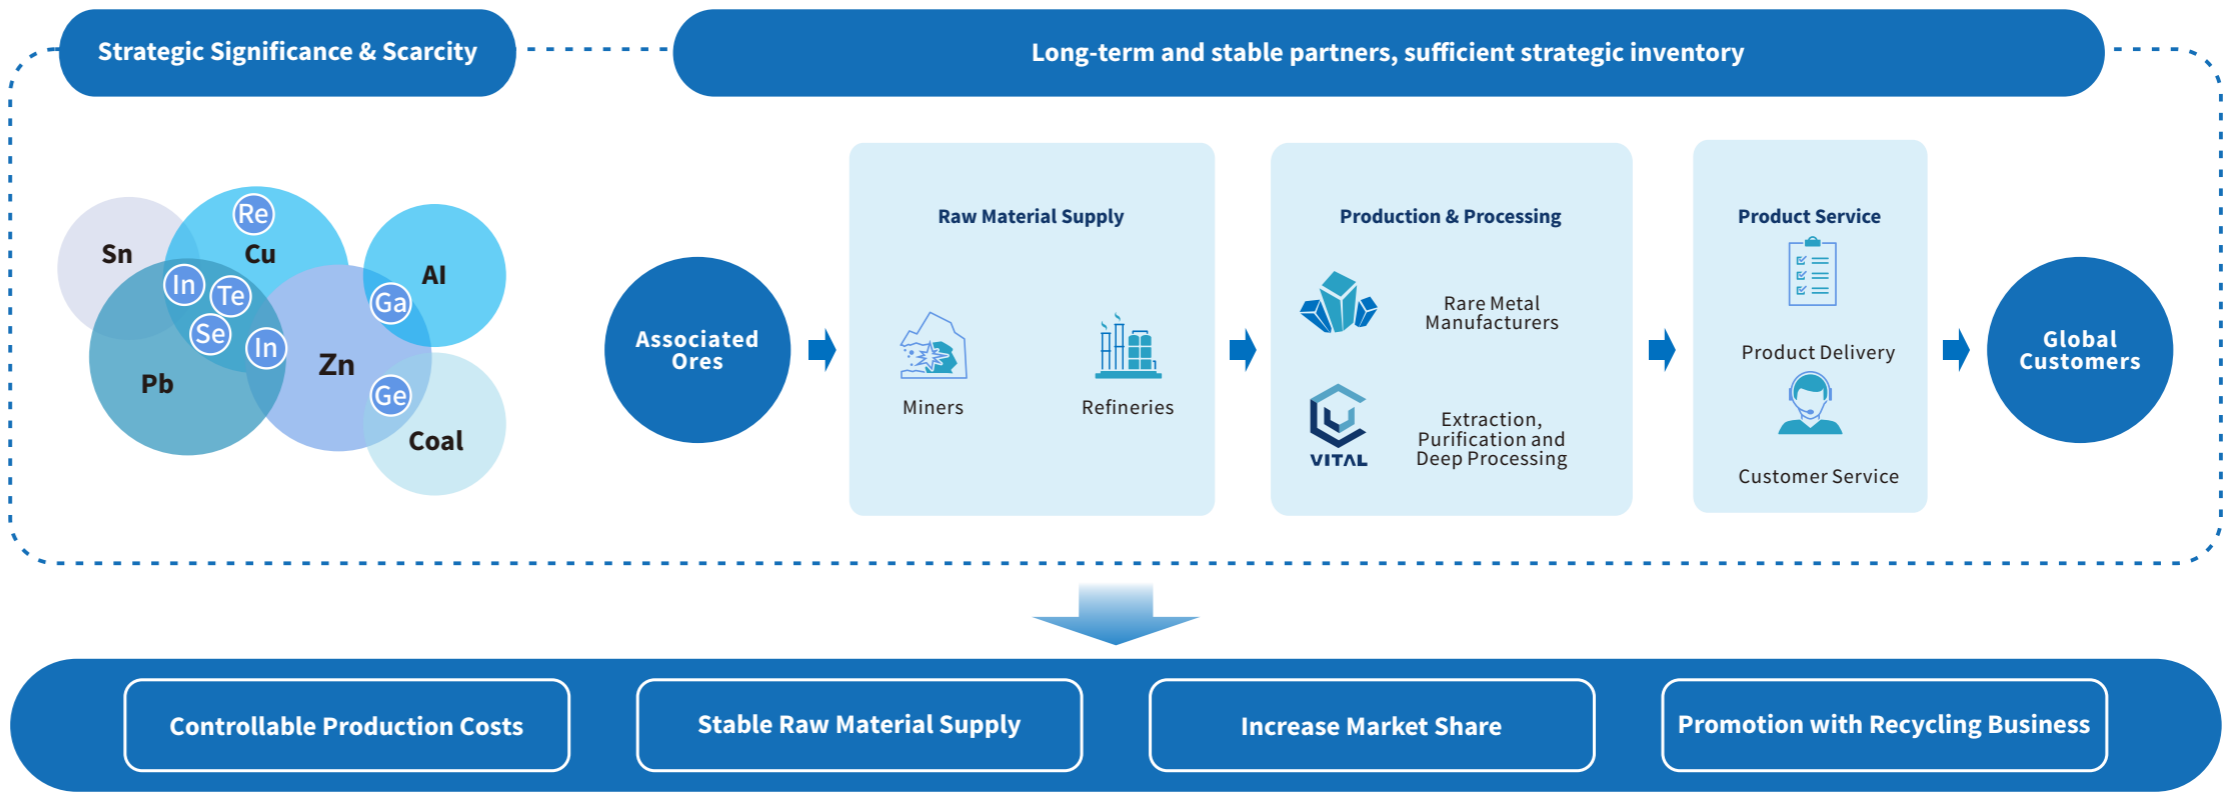 Strategic Significance & Scarcity
Long-term and stable partners, sufficient strategic inventory
Sn
Re
Cu
AI
In
Te
Ga
Se
In
Zn
Pb
Ge
Coal
Associated
Ores
Raw Material Supply
Miners
Refineries
Production & Processing
Rare Metal
Manufacturers
VITAL
Extraction,
Purification and
Deep Processing
Product Service
Product Delivery
Customer Service
Global
Customers
Controllable Production Costs
Stable Raw Material Supply
Increase Market Share
Promotion with Recycling Business